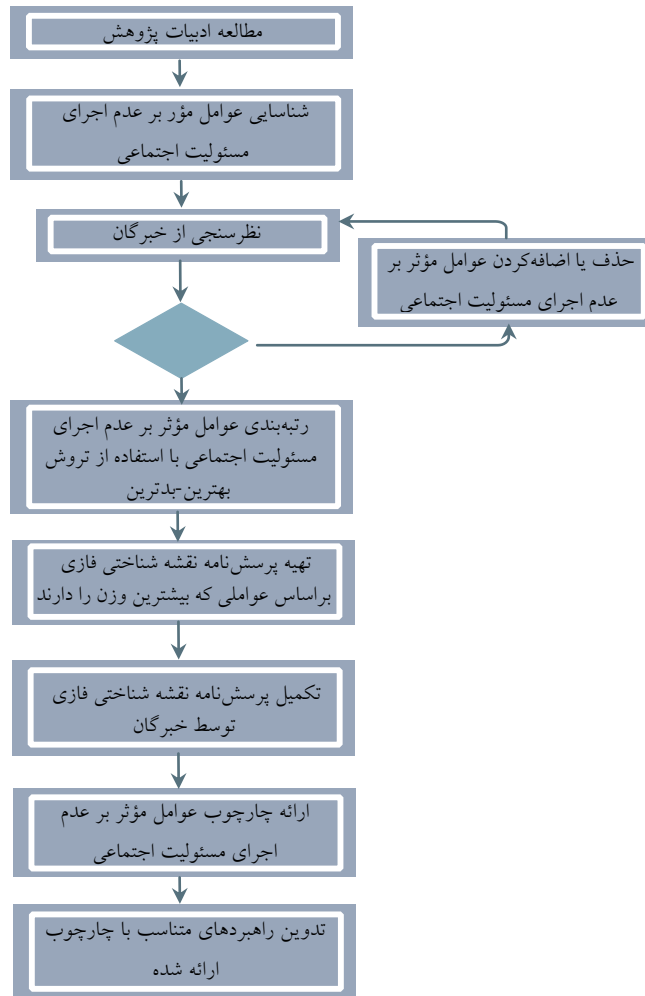 مطالعه ادبیات پژوهش
شناسایی عوامل مؤر بر عدم اجرای
مسئولیت اجتماعی
نظرسنجی از خبرگان
حذف یا اضافه‌کردن عوامل مؤثر بر
عدم اجرای مسئولیت اجتماعی
رتبه‌بندی عوامل مؤثر بر عدم اجرای
مسئولیت اجتماعی با استفاده از تروش
بهترین-بدترین
تهیه پرسش‌نامه نقشه شناختی فازی
براساس عواملی که بیشترین وزن را دارند
تکمیل پرسش‌نامه نقشه شناختی فازی
توسط خبرگان
ارائه چارچوب عوامل مؤثر بر عدم
اجرای مسئولیت اجتماعی
تدوین راهبردهای متناسب با چارچوب
ارائه شده